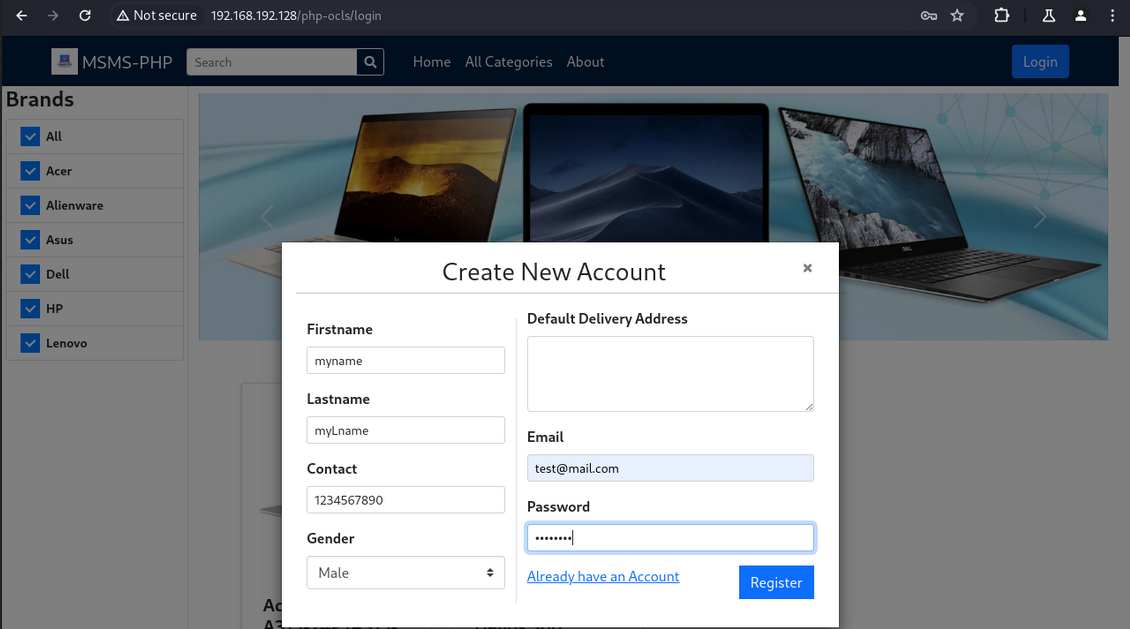 Not secure 192.168.192.128/php-ocls/login
MSMS-PHP Search Home All Categories About Login
Brands
All
Acer
Alienware
Asus
Dell
HP
Lenovo
DELL
Create New Account ×
Firstname
myname
Lastname
myLname
Contact
1234567890
Gender
Male
Default Delivery Address
Email
test@mail.com
Password
••••••••
Already have an Account
Register